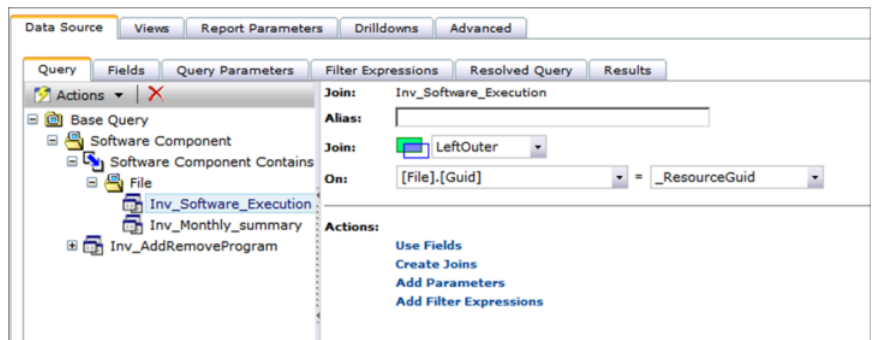 Data Source Views Report Parameters Drilldowns Advanced
Query Fields Query Parameters Filter Expressions Resolved Query Results
Actions
Base Query
Software Component
Software Component Contains
File
Inv_Software_Execution
Inv_Monthly_summary
Inv_AddRemoveProgram
Join: Inv_Software_Execution
Alias:
Join: LeftOuter
On: [File].[Guid] = _ResourceGuid
Actions:
Use Fields
Create Joins
Add Parameters
Add Filter Expressions